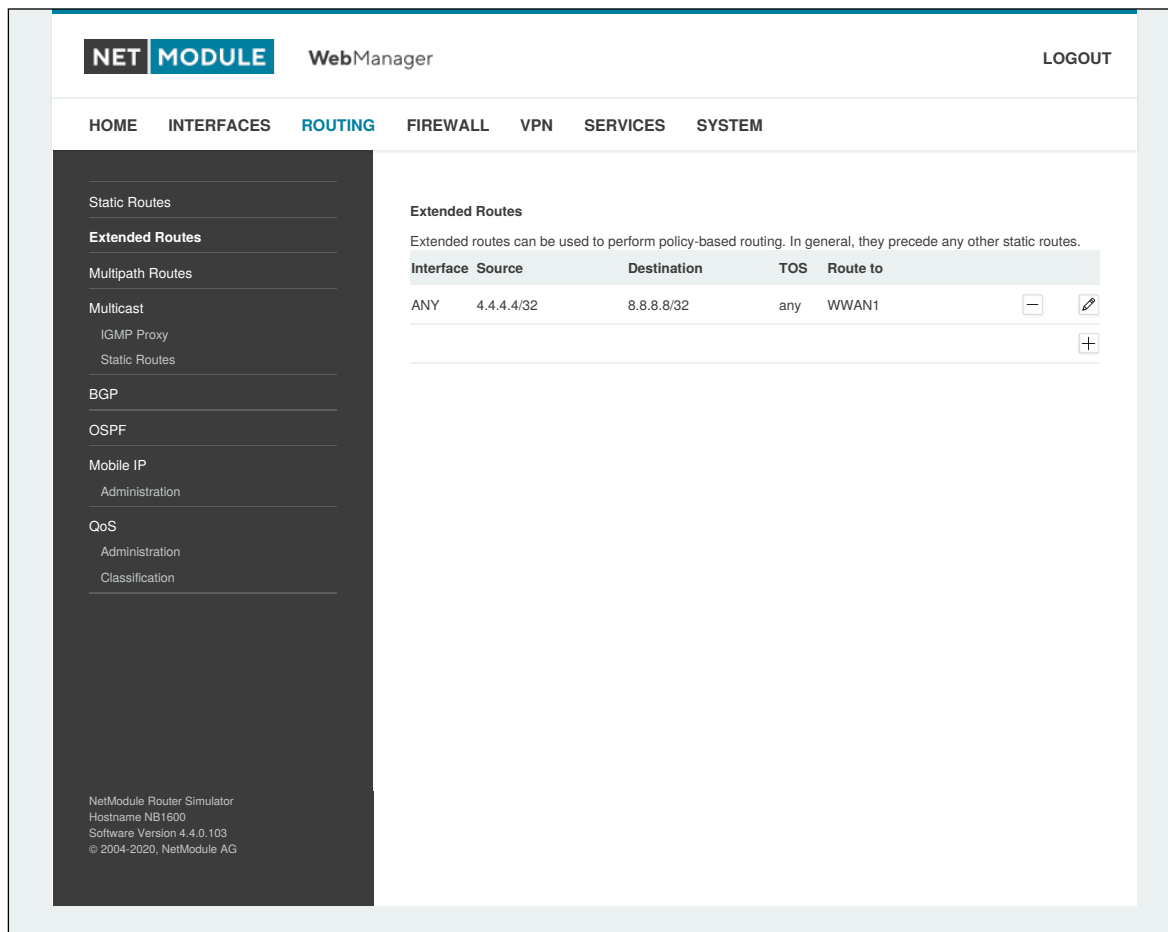 NET MODULE WebManager LOGOUT
HOME INTERFACES ROUTING FIREWALL VPN SERVICES SYSTEM
Static Routes
Extended Routes
Multipath Routes
Multicast
IGMP Proxy
Static Routes
BGP
OSPF
Mobile IP
Administration
QoS
Administration
Classification
NetModule Router Simulator
Hostname NB1600
Software Version 4.4.0.103
© 2004-2020, NetModule AG
Extended Routes
Extended routes can be used to perform policy-based routing. In general, they precede any other static routes.
Interface Source Destination TOS Route to
ANY 4.4.4.4/32 8.8.8.8/32 any WWAN1